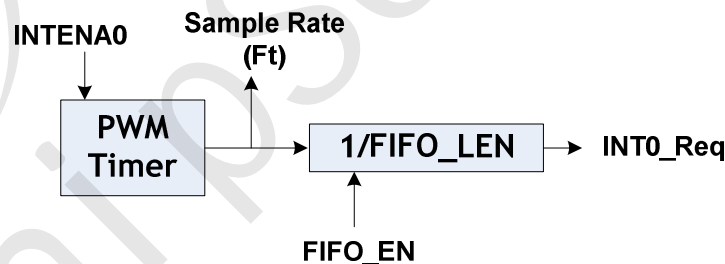 INTENA0
Sample Rate
(Ft)
PWM
Timer
1/FIFO_LEN
INT0_Req
FIFO_EN